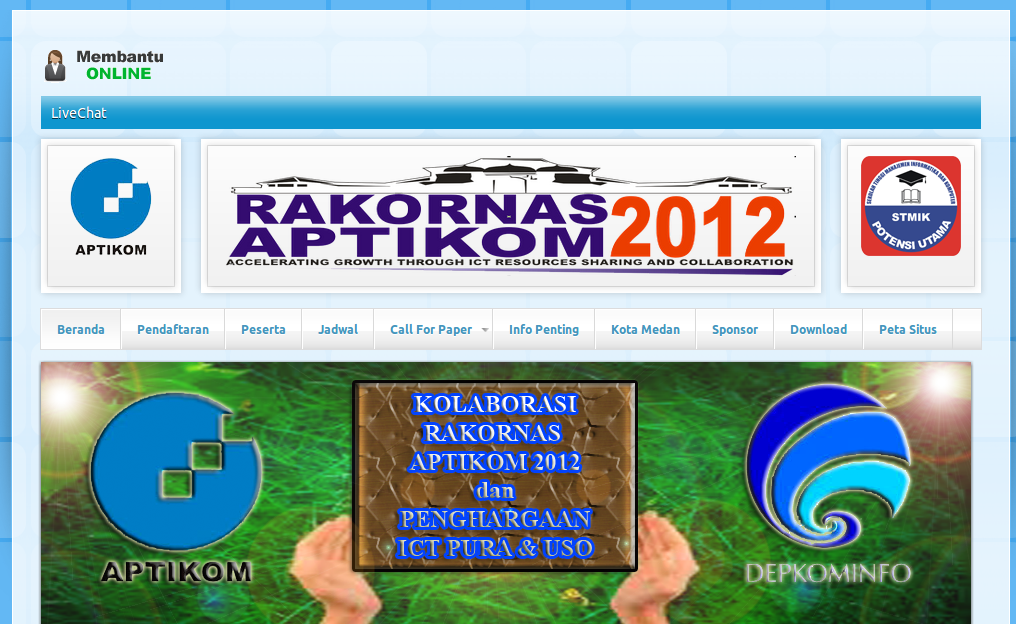 Membantu
ONLINE
LiveChat
APTIKOM
RAKORNAS
APTIKOM 2012
ACCELERATING GROWTH THROUGH ICT RESOURCES SHARING AND COLLABORATION
SEKOLAH TINGGI MANAJEMEN INFORMATIKA DAN KOMPUTER
STMIK
POTENSI UTAMA
Beranda Pendaftaran Peserta Jadwal Call For Paper Info Penting Kota Medan Sponsor Download Peta Situs
KOLABORASI
RAKORNAS
APTIKOM 2012
dan
PENGHARGAAN
ICT PURA & USO
APTIKOM
DEPKOMINFO